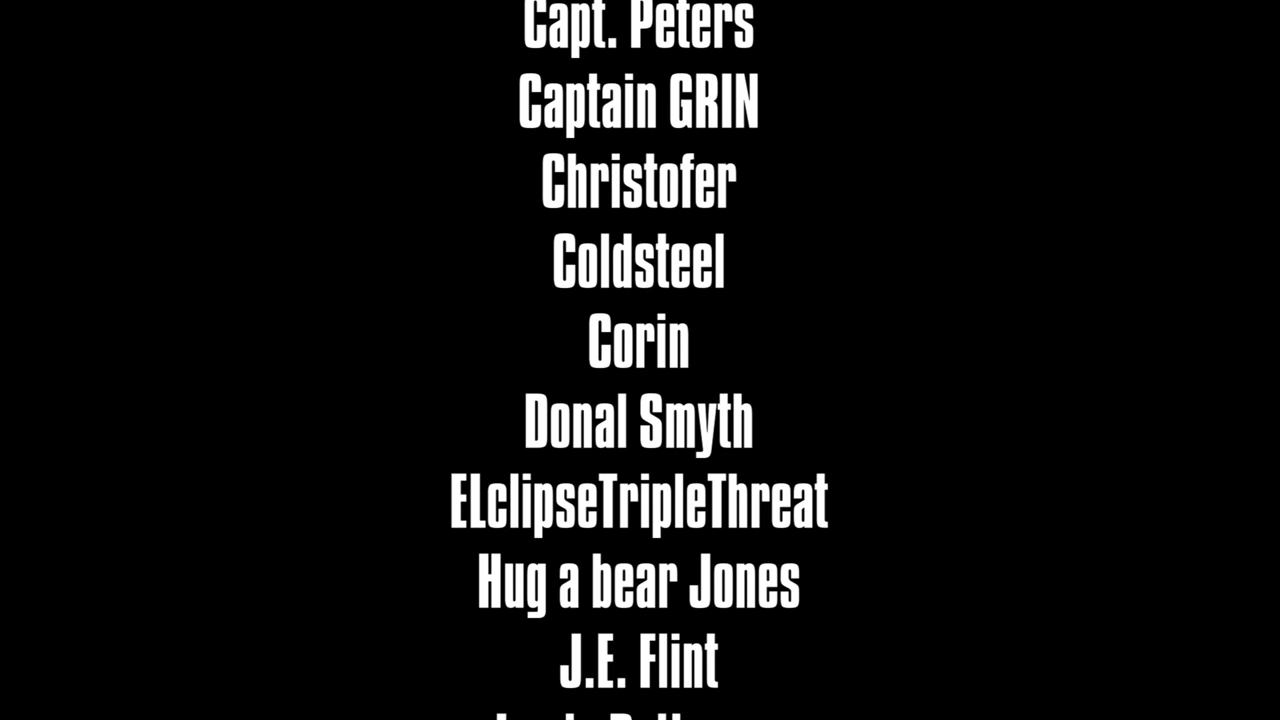 Capt. Peters
Captain GRIN
Christofer
Coldsteel
Corin
Donal Smyth
ELclipseTripleThreat
Hug a bear Jones
J.E. Flint